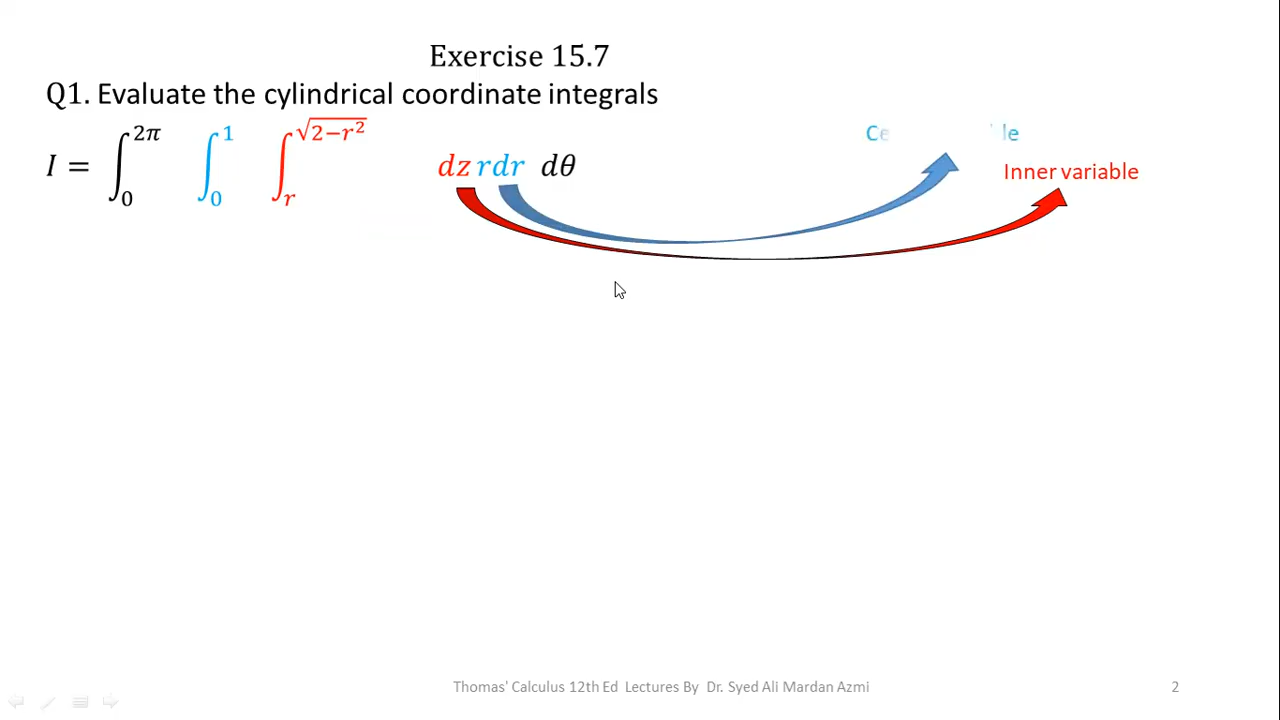 Exercise 15.7
Q1. Evaluate the cylindrical coordinate integrals
I = ∫₀^{2π} ∫₀^{1} ∫ᵣ^{√(2−r²)} dz rdr dθ
Inner variable
Thomas' Calculus 12th Ed Lectures By Dr. Syed Ali Mardan Azmi
2